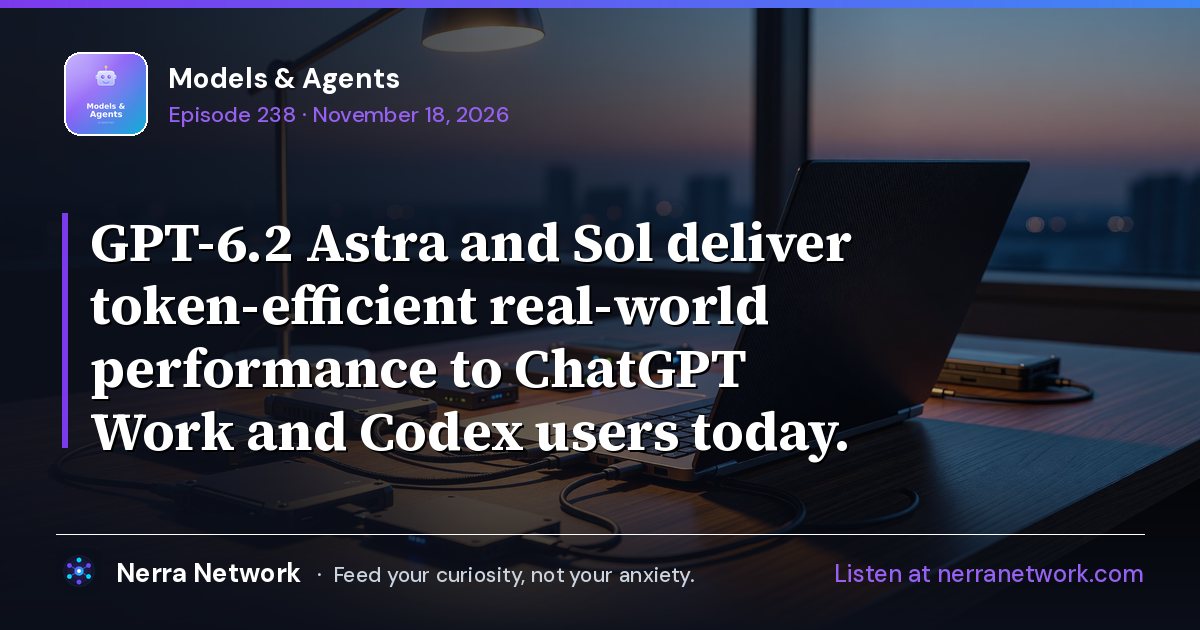 Models &
Agents
Models & Agents
Episode 238 · November 18, 2026
GPT-6.2 Astra and Sol deliver
token-efficient real-world
performance to ChatGPT
Work and Codex users today.
Nerra Network · Feed your curiosity, not your anxiety.
Listen at nerranetwork.com